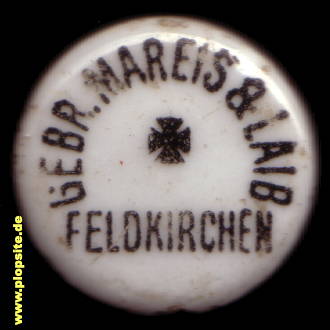 GEBR. MAREIS & LAIB
FELDKIRCHEN
www.plopsite.de